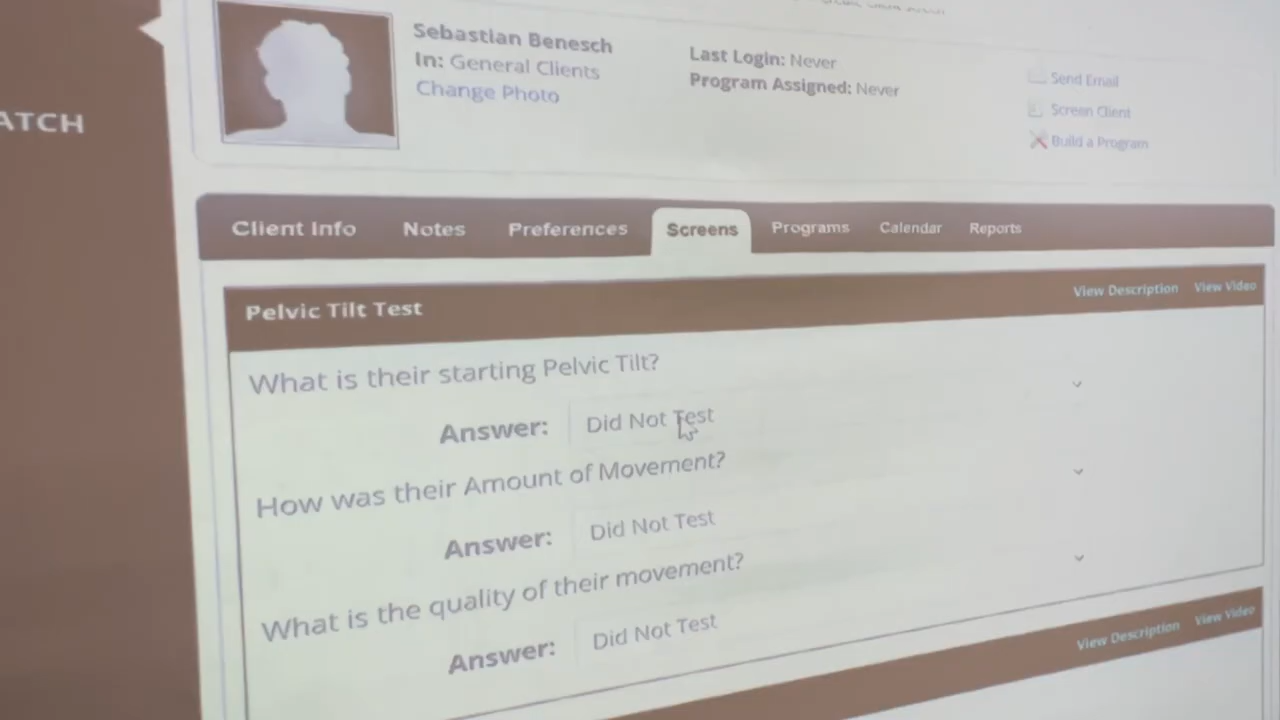 Sebastian Benesch
In: General Clients
Change Photo
Last Login: Never
Program Assigned: Never
Send Email
Screen Client
Build a Program
ATCH
Client Info Notes Preferences Screens Programs Calendar Reports
Pelvic Tilt Test View Description View Video
What is their starting Pelvic Tilt?
Answer: Did Not Test
How was their Amount of Movement?
Answer: Did Not Test
What is the quality of their movement?
Answer: Did Not Test
View Description View Video